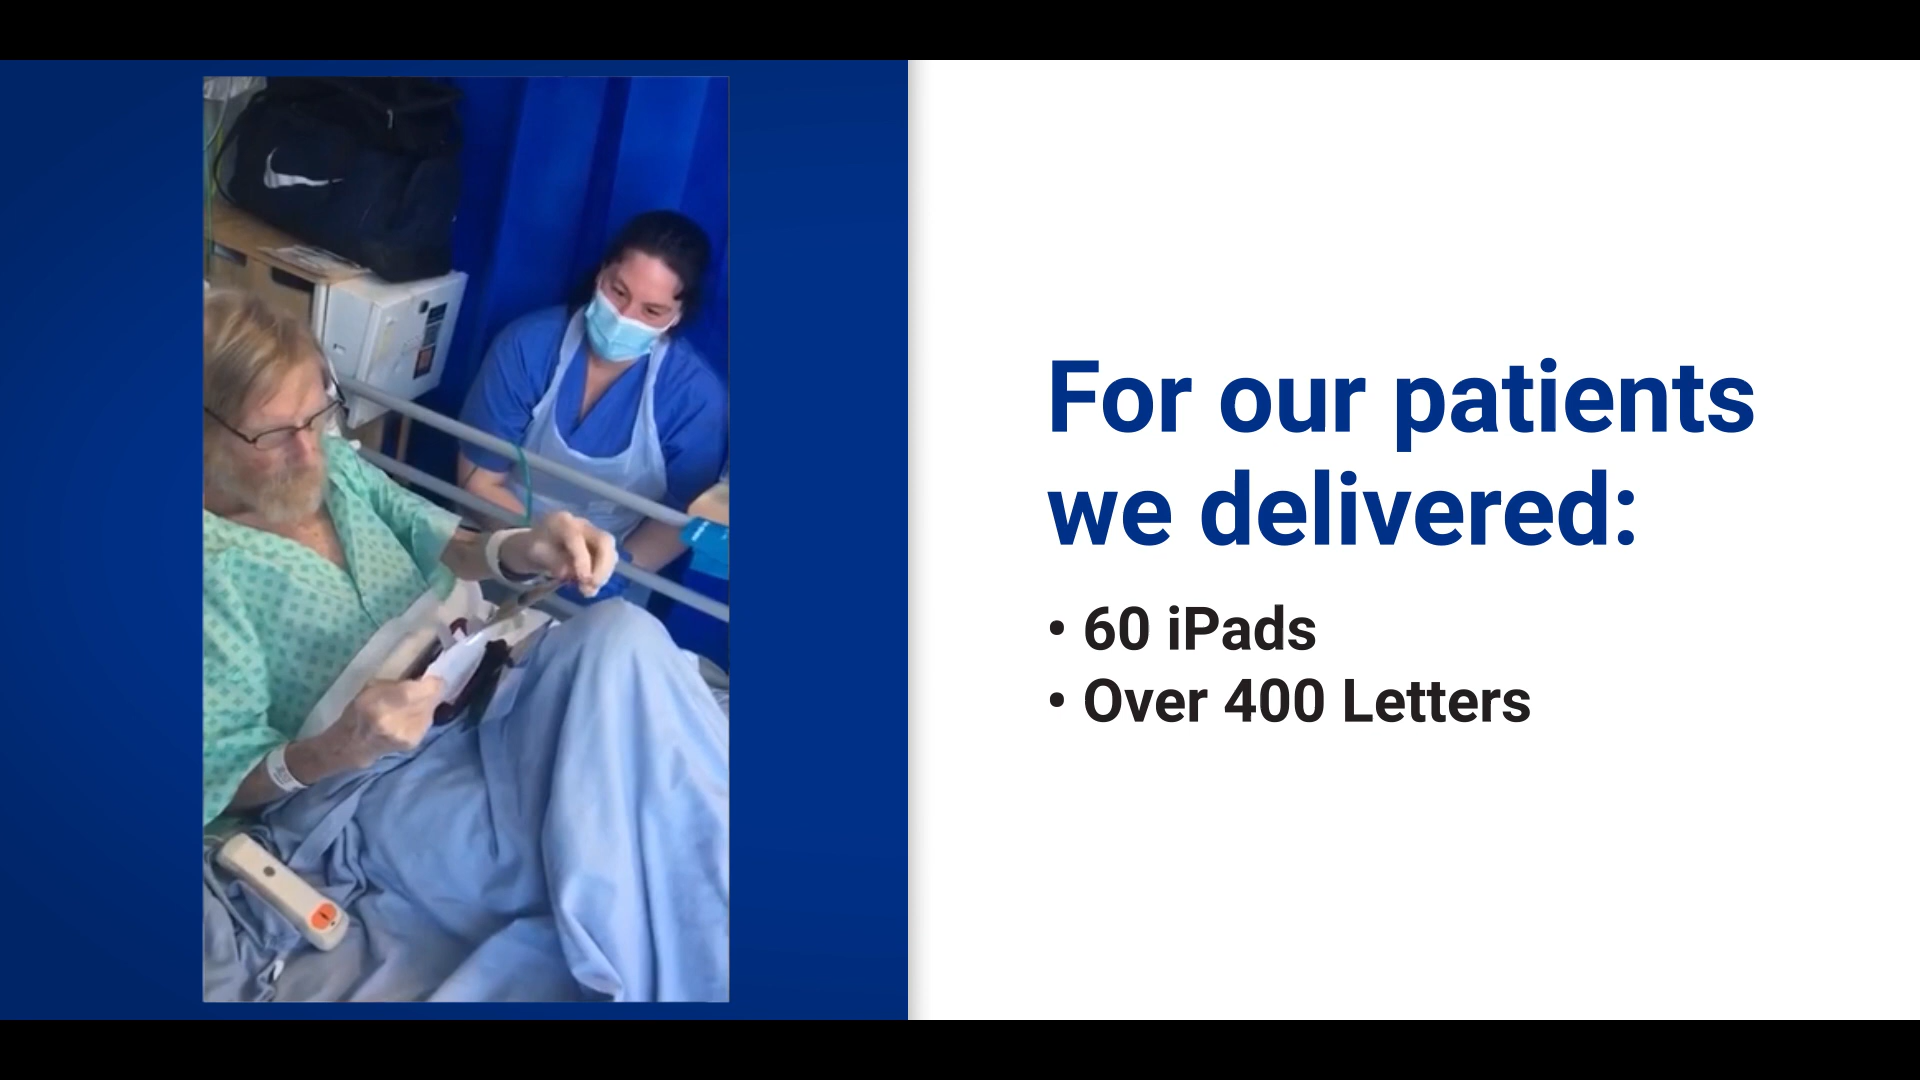 For our patients
we delivered:
• 60 iPads
• Over 400 Letters